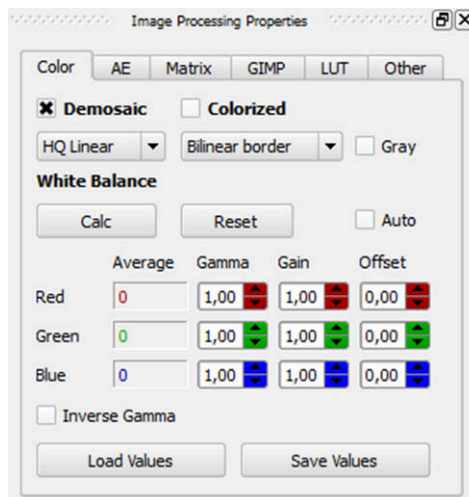 Image Processing Properties
Color AE Matrix GIMP LUT Other
Demosaic Colorized
HQ Linear Bilinear border Gray
White Balance
Calc Reset Auto
Average Gamma Gain Offset
Red 0 1,00 1,00 0,00
Green 0 1,00 1,00 0,00
Blue 0 1,00 1,00 0,00
Inverse Gamma
Load Values Save Values